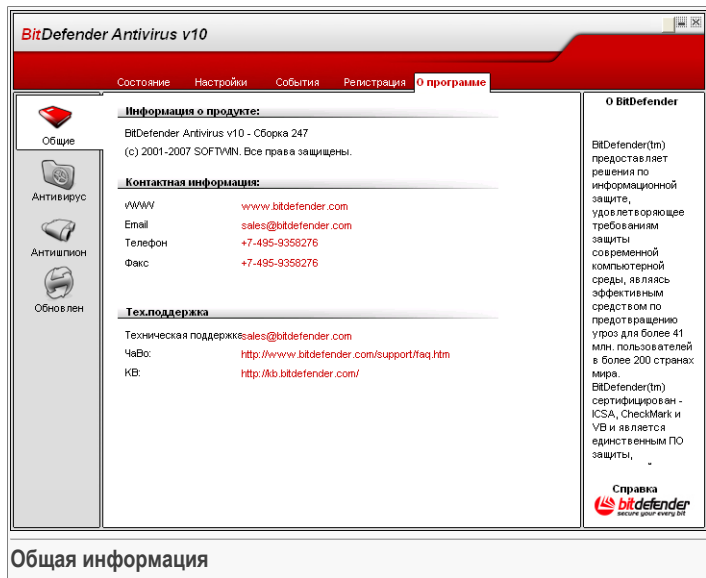 BitDefender Antivirus v10
Состояние Настройки События Регистрация О программе
Общие
Антивирус
Антишпион
Обновлен
Информация о продукте:
BitDefender Antivirus v10 - Сборка 247
(c) 2001-2007 SOFTWIN. Все права защищены.
Контактная информация:
WWW www.bitdefender.com
Email sales@bitdefender.com
Телефон +7-495-9358276
Факс +7-495-9358276
Тех.поддержка
Техническая поддержка sales@bitdefender.com
ЧаВо: http://www.bitdefender.com/support/faq.htm
KB: http://kb.bitdefender.com/
О BitDefender
BitDefender(tm)
предоставляет
решения по
информационной
защите,
удовлетворяющее
требованиям
защиты
современной
компьютерной
среды, являясь
эффективным
средством по
предотвращению
угроз для более 41
млн. пользователей
в более 200 странах
мира.
BitDefender(tm)
сертифицирован -
ICSA, CheckMark и
VB и является
единственным ПО
защиты,
Справка
bitdefender
secure your every bit
Общая информация